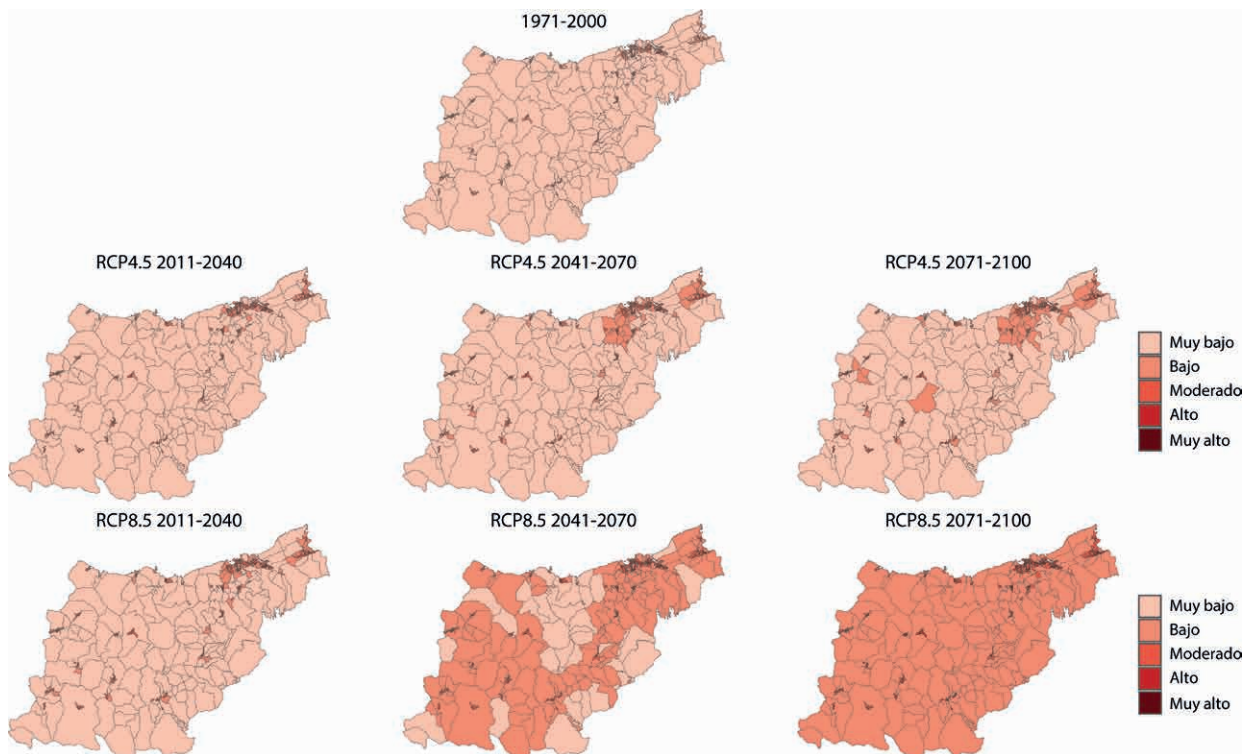 1971-2000
RCP4.5 2011-2040
RCP4.5 2041-2070
RCP4.5 2071-2100
Muy bajo
Bajo
Moderado
Alto
Muy alto
RCP8.5 2011-2040
RCP8.5 2041-2070
RCP8.5 2071-2100
Muy bajo
Bajo
Moderado
Alto
Muy alto